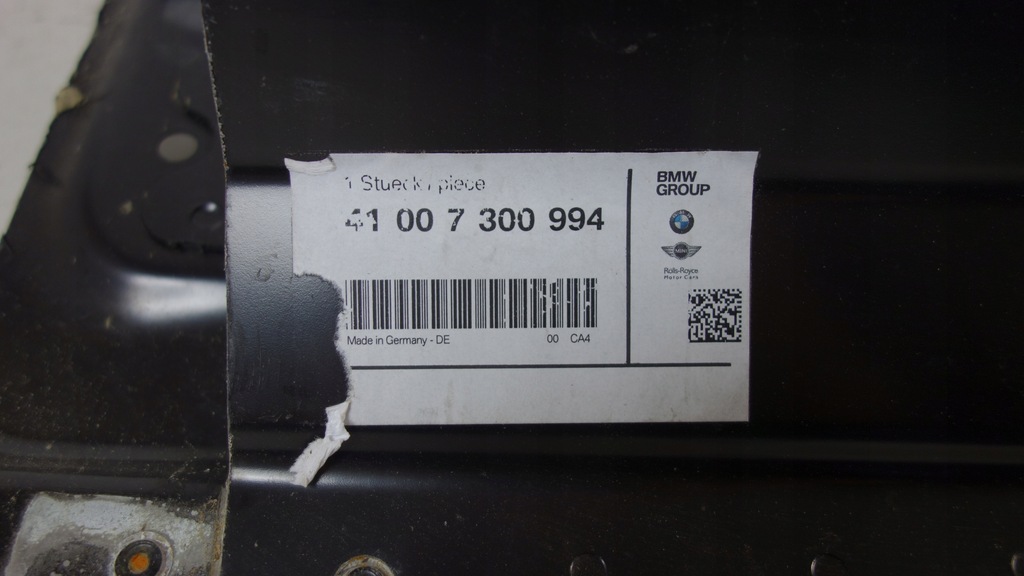 1 Stueck / piece
41 00 7 300 994
Made in Germany - DE
00 CA4
BMW
GROUP
MINI
Rolls-Royce
Motor Cars